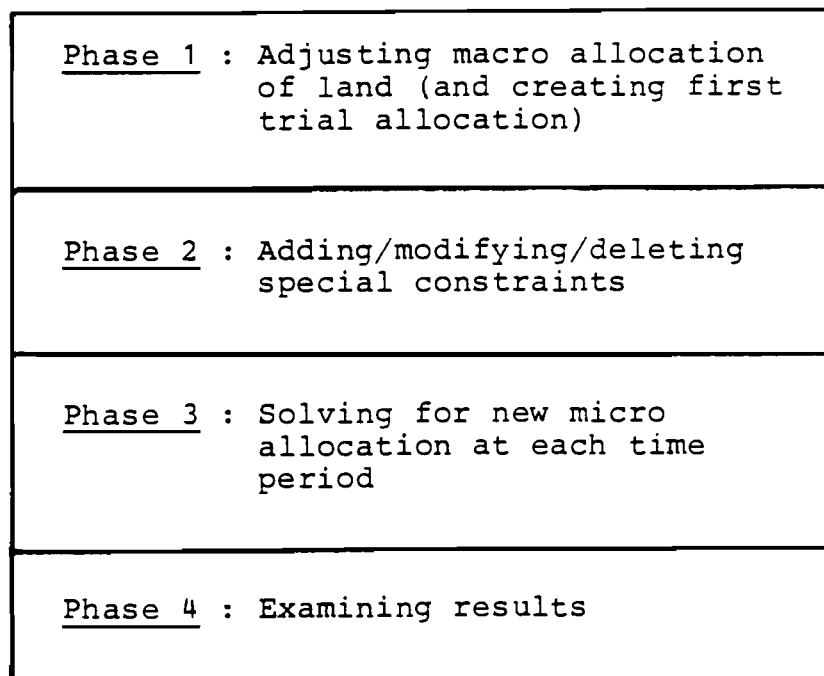 Phase 1 : Adjusting macro allocation
of land (and creating first
trial allocation)
Phase 2 : Adding/modifying/deleting
special constraints
Phase 3 : Solving for new micro
allocation at each time
period
Phase 4 : Examining results